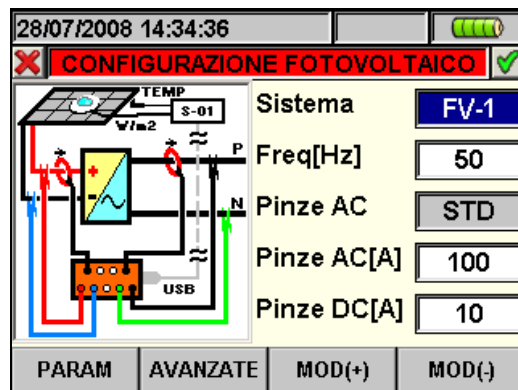 28/07/2008 14:34:36
CONFIGURAZIONE FOTOVOLTAICO
TEMP
S-01
W/m2
P
N
USB
Sistema FV-1
Freq[Hz] 50
Pinze AC STD
Pinze AC[A] 100
Pinze DC[A] 10
PARAM AVANZATE MOD(+) MOD(-)